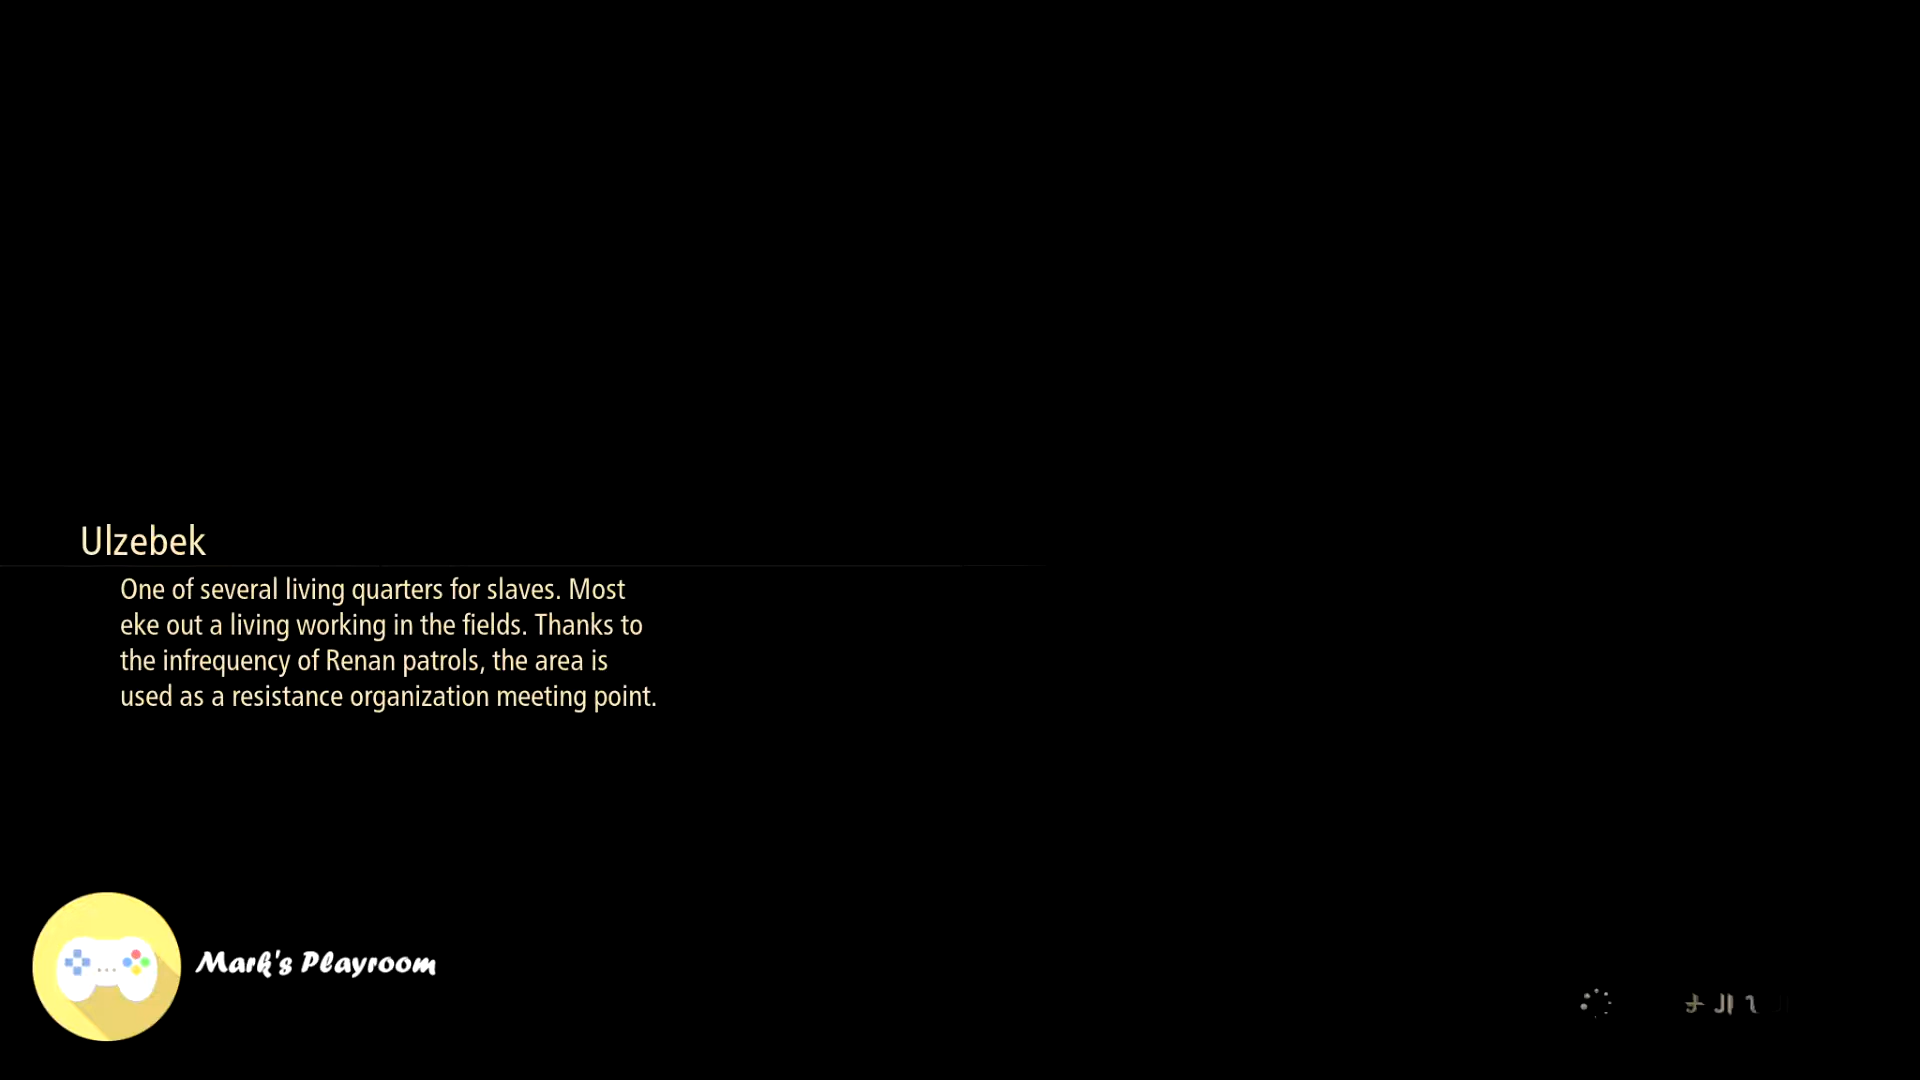 Ulzebek
One of several living quarters for slaves. Most
eke out a living working in the fields. Thanks to
the infrequency of Renan patrols, the area is
used as a resistance organization meeting point.
Mark's Playroom